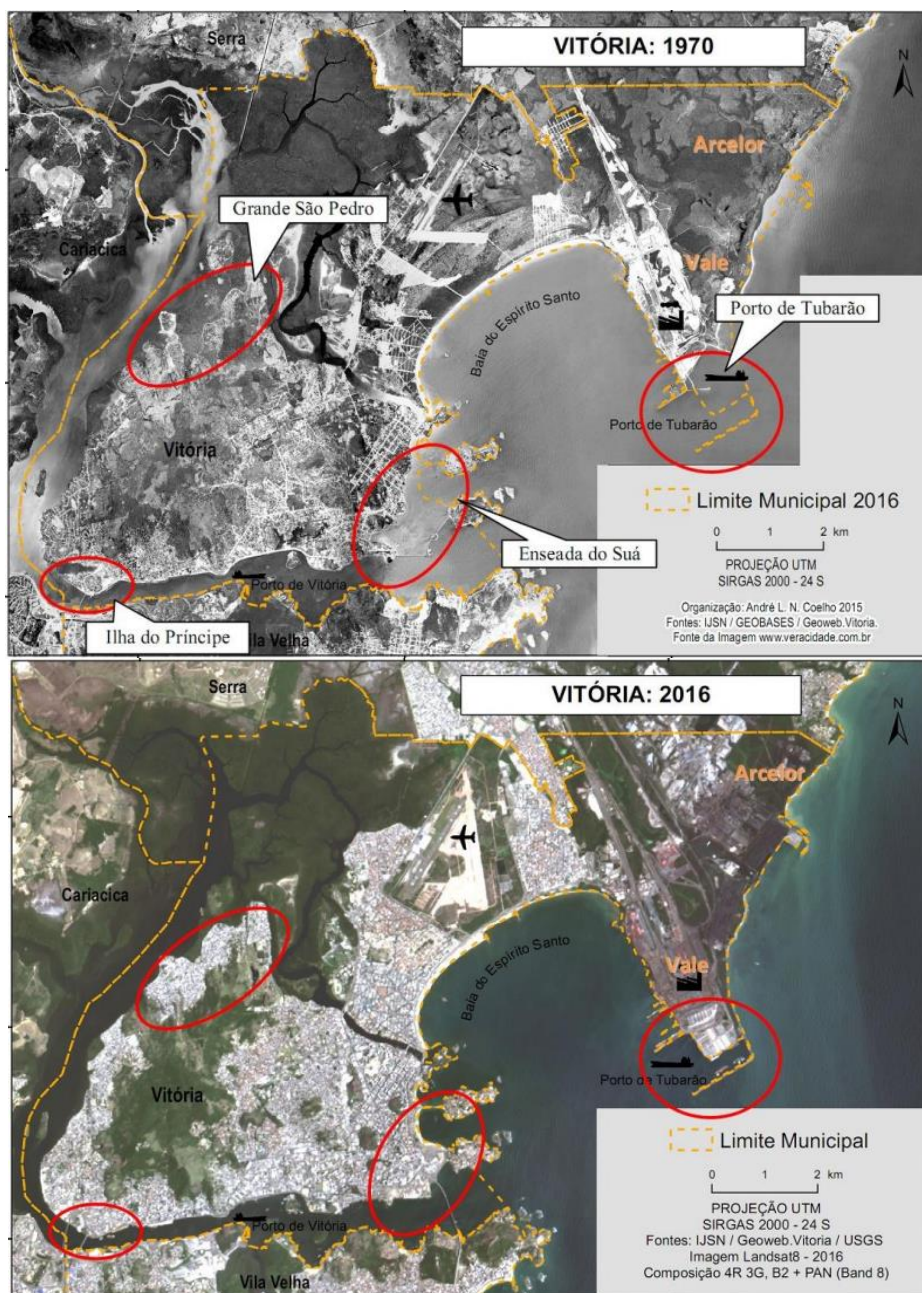 VITÓRIA: 1970
Serra
N
Arcelor
Grande São Pedro
Cariacica
Vale
Baía do Espírito Santo
Porto de Tubarão
Porto de Tubarão
Vitória
Limite Municipal 2016
0 1 2 km
Enseada do Suá
PROJEÇÃO UTM
SIRGAS 2000 - 24 S
Porto de Vitória
Organização: André L. N. Coelho 2015
Fontes: IJSN / GEOBASES / Geoweb.Vitoria.
Fonte da Imagem www.veracidade.com.br
Ilha do Príncipe
Vila Velha
VITÓRIA: 2016
Serra
N
Arcelor
Cariacica
Baía do Espírito Santo
Vale
Porto de Tubarão
Vitória
Limite Municipal
0 1 2 km
PROJEÇÃO UTM
SIRGAS 2000 - 24 S
Fontes: IJSN / Geoweb.Vitoria / USGS
Imagem Landsat8 - 2016
Composição 4R 3G, B2 + PAN (Band 8)
Porto de Vitória
Vila Velha